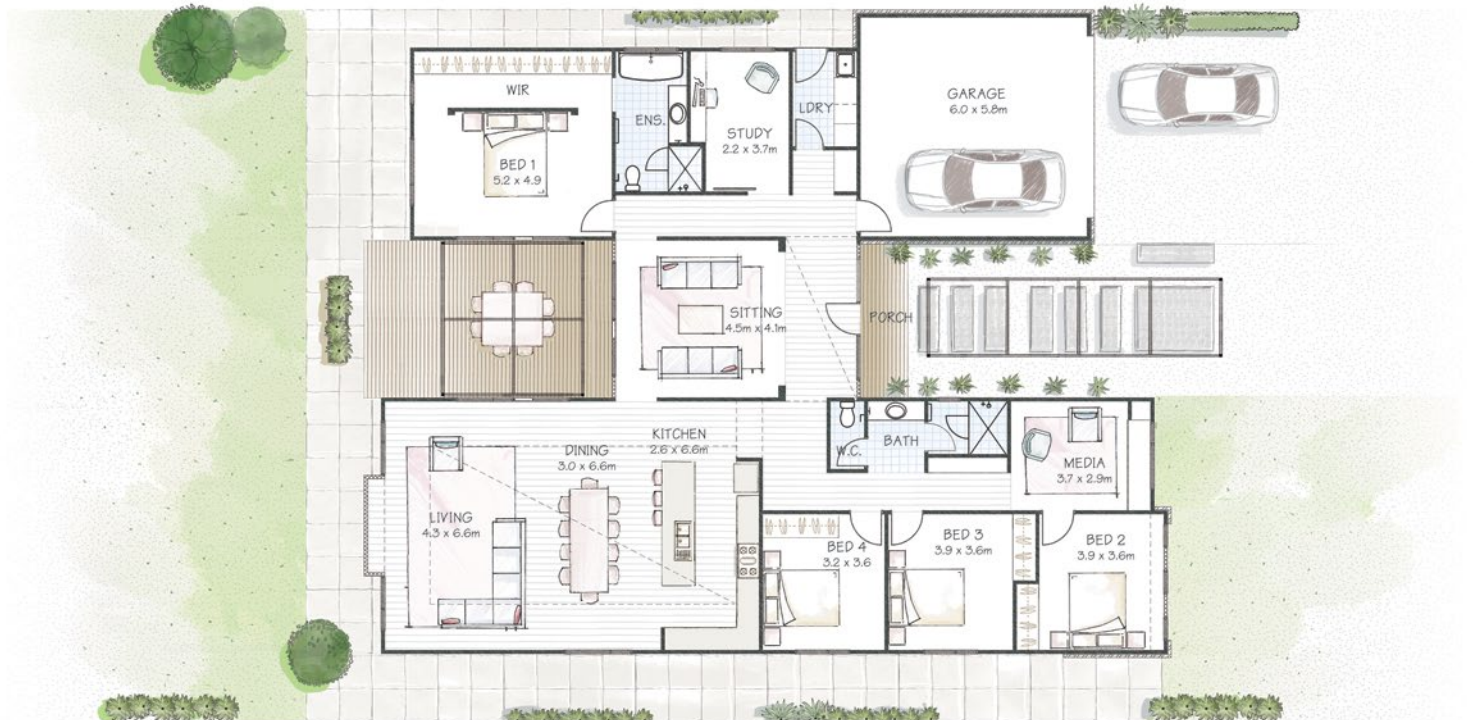 WIR
BED 1
5.2 x 4.9
ENS.
STUDY
2.2 x 3.7m
LDRY
GARAGE
6.0 x 5.8m
SITTING
4.5m x 4.1m
PORCH
LIVING
4.3 x 6.6m
DINING
3.0 x 6.6m
KITCHEN
2.6 x 6.6m
W.C.
BATH
MEDIA
3.7 x 2.9m
BED 4
3.2 x 3.6
BED 3
3.9 x 3.6m
BED 2
3.9 x 3.6m